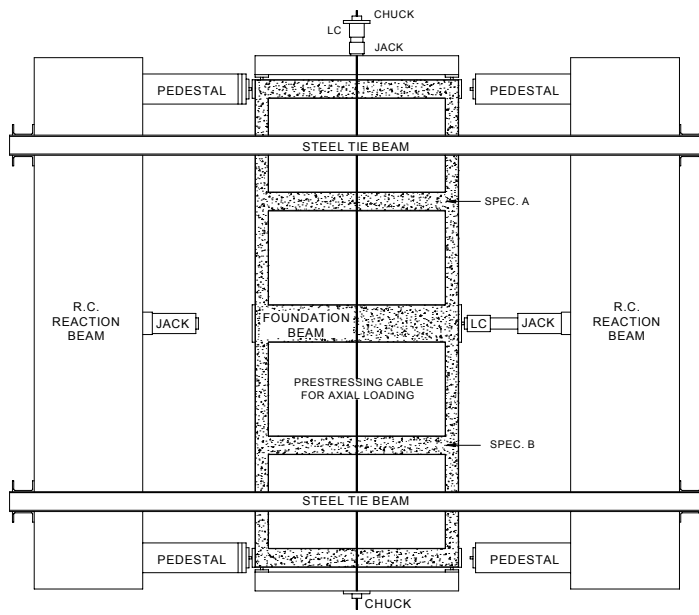 CHUCK
LC
JACK
PEDESTAL
PEDESTAL
STEEL TIE BEAM
SPEC. A
R.C.
REACTION
BEAM
JACK
FOUNDATION
BEAM
LC
JACK
R.C.
REACTION
BEAM
PRESTRESSING CABLE
FOR AXIAL LOADING
SPEC. B
STEEL TIE BEAM
PEDESTAL
PEDESTAL
CHUCK